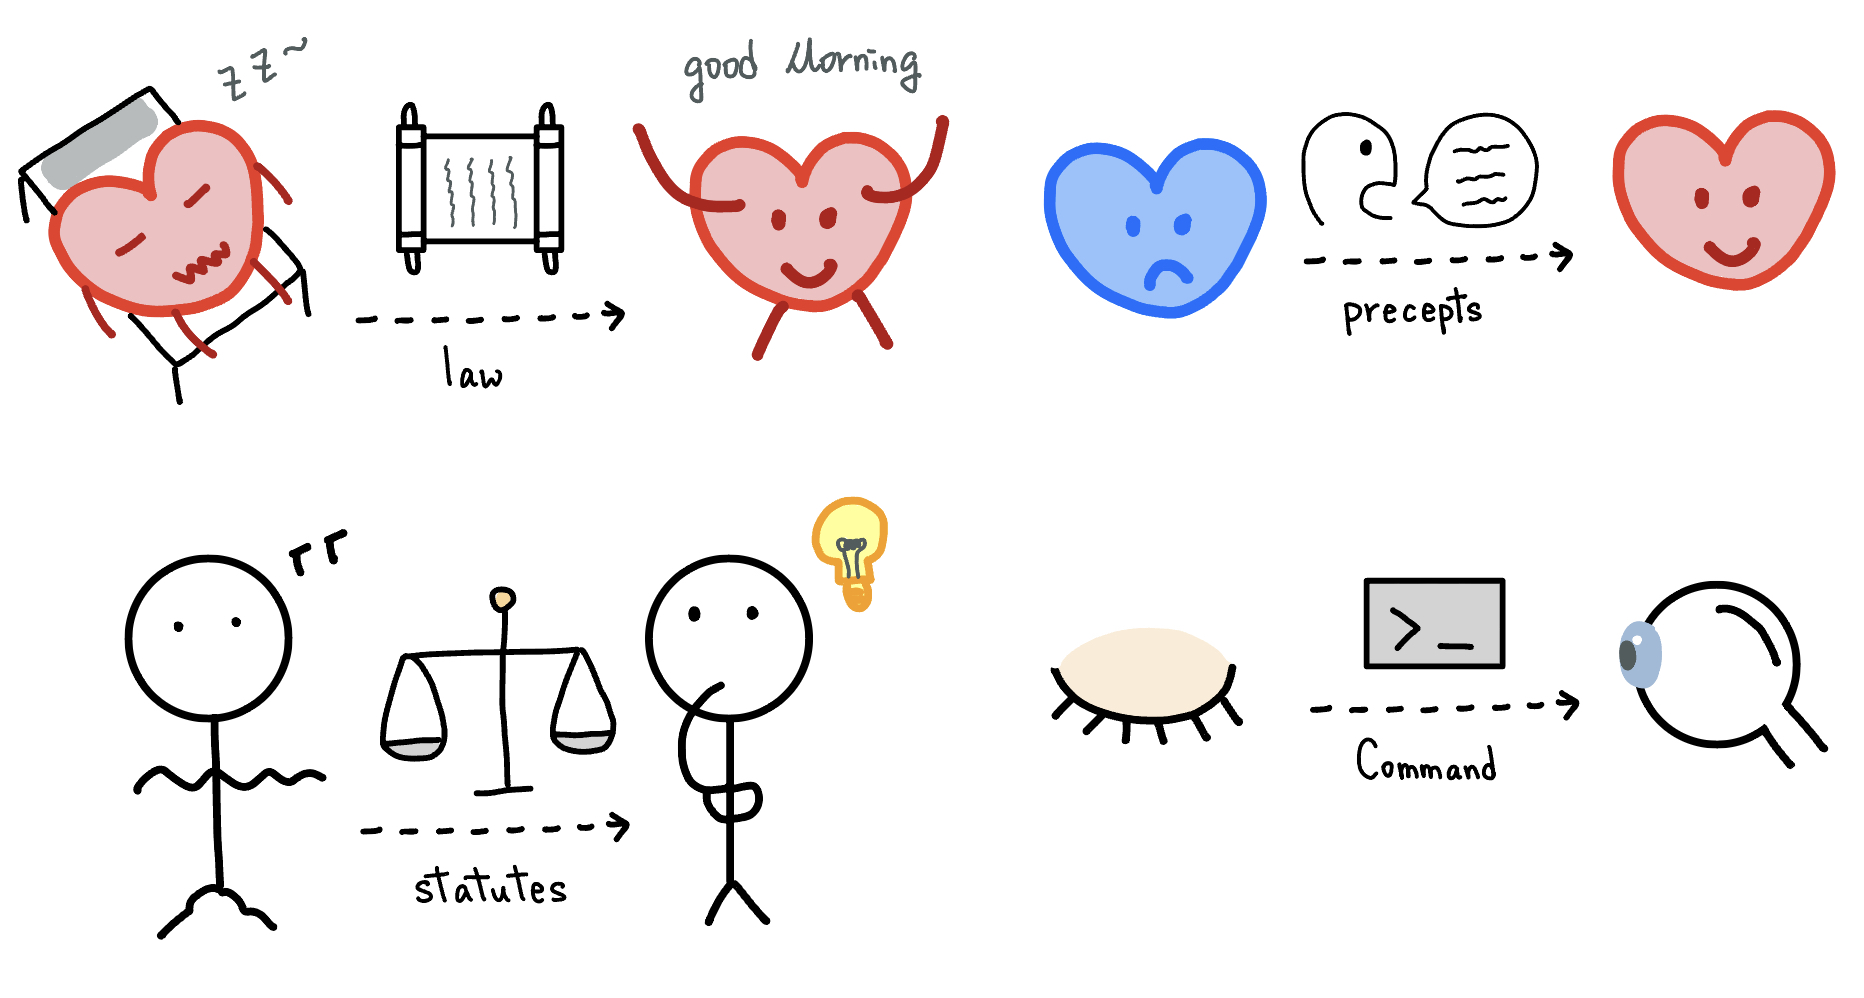 zz~
good Morning
law
precepts
statutes
>_
Command